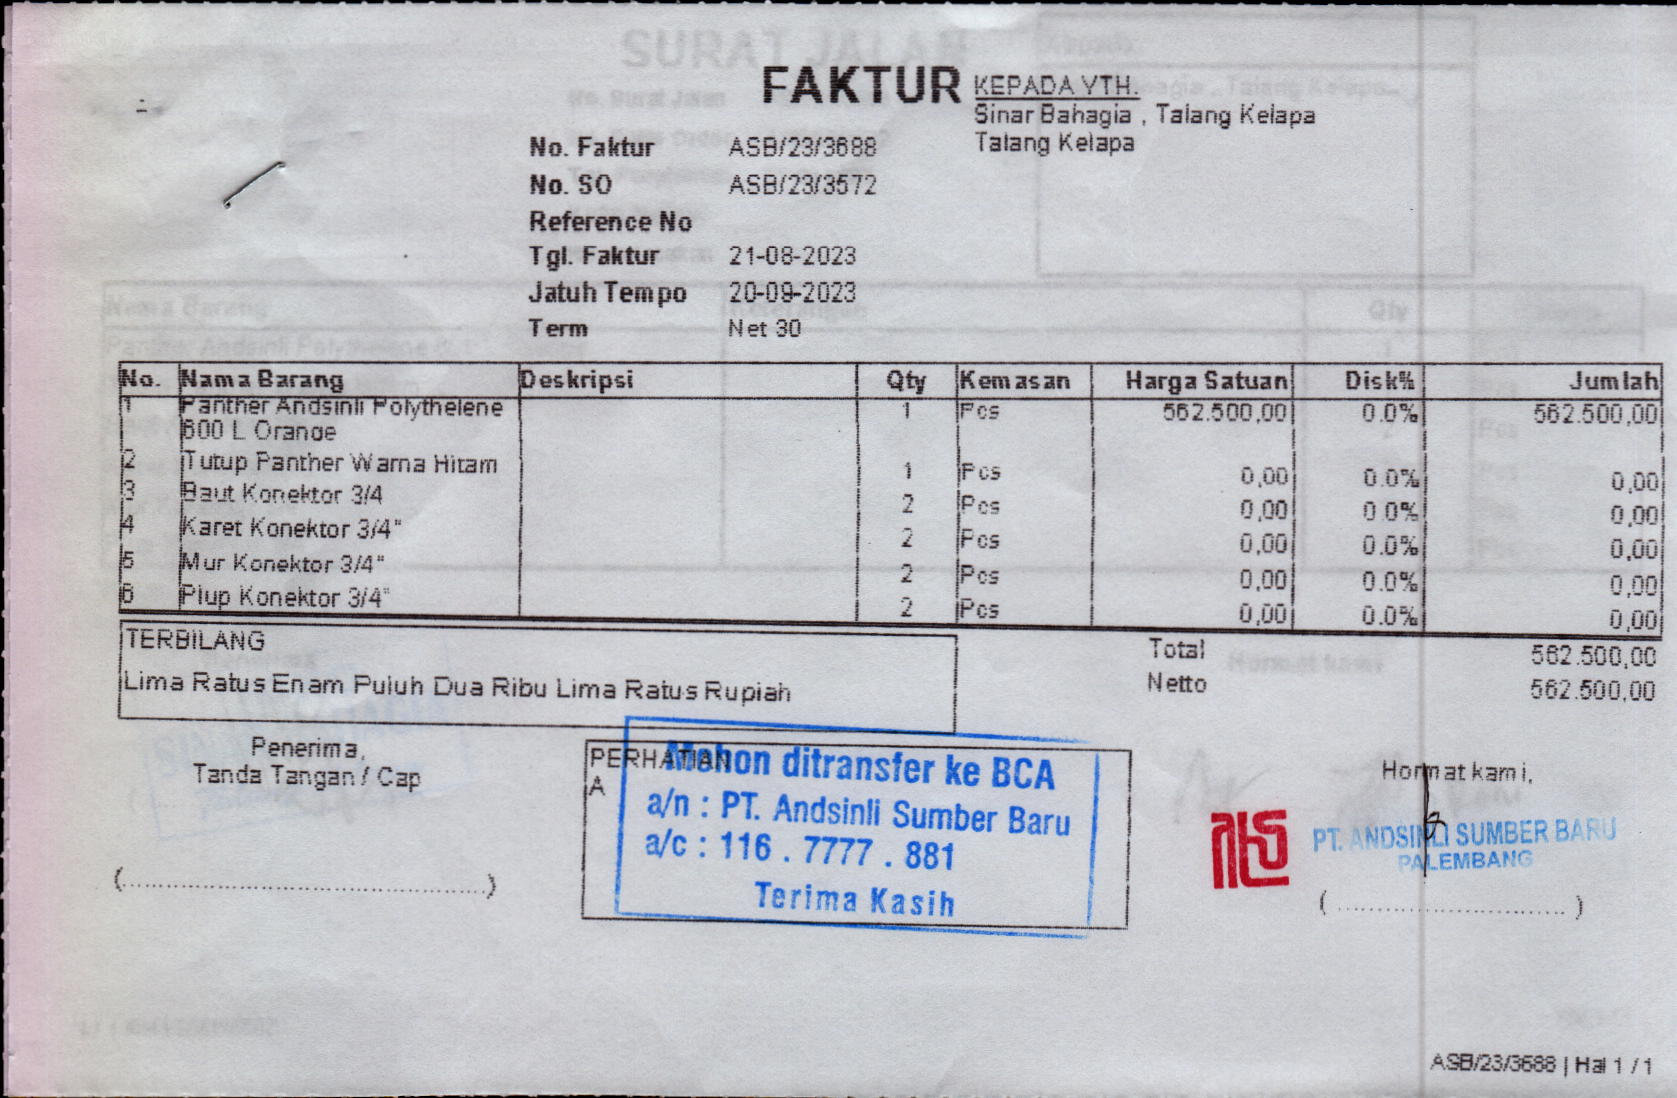 FAKTUR
KEPADA YTH.
Sinar Bahagia , Talang Kelapa
Talang Kelapa
No. Faktur ASB/23/3688
No. SO ASB/23/3572
Reference No
Tgl. Faktur 21-08-2023
Jatuh Tempo 20-09-2023
Term Net 30
No. Nama Barang Deskripsi Qty Kemasan Harga Satuan Disk% Jumlah
1 Panther Andsinli Polythelene 1 Pcs 562.500,00 0.0% 562.500,00
600 L Orange
2 Tutup Panther Warna Hitam 1 Pcs 0,00 0.0% 0,00
3 Baut Konektor 3/4 2 Pcs 0,00 0.0% 0,00
4 Karet Konektor 3/4" 2 Pcs 0,00 0.0% 0,00
5 Mur Konektor 3/4" 2 Pcs 0,00 0.0% 0,00
6 Plup Konektor 3/4" 2 Pcs 0,00 0.0% 0,00
TERBILANG
Lima Ratus Enam Puluh Dua Ribu Lima Ratus Rupiah
Total 562.500,00
Netto 562.500,00
Penerima,
Tanda Tangan / Cap
(............................................)
PERHATIAN
A
Mohon ditransfer ke BCA
a/n : PT. Andsinli Sumber Baru
a/c : 116 . 7777 . 881
Terima Kasih
Hormat kami,
PT. ANDSINLI SUMBER BARU
PALEMBANG
( .............................. )
ASB/23/3688 | Hal 1 / 1
SURAT JALAN